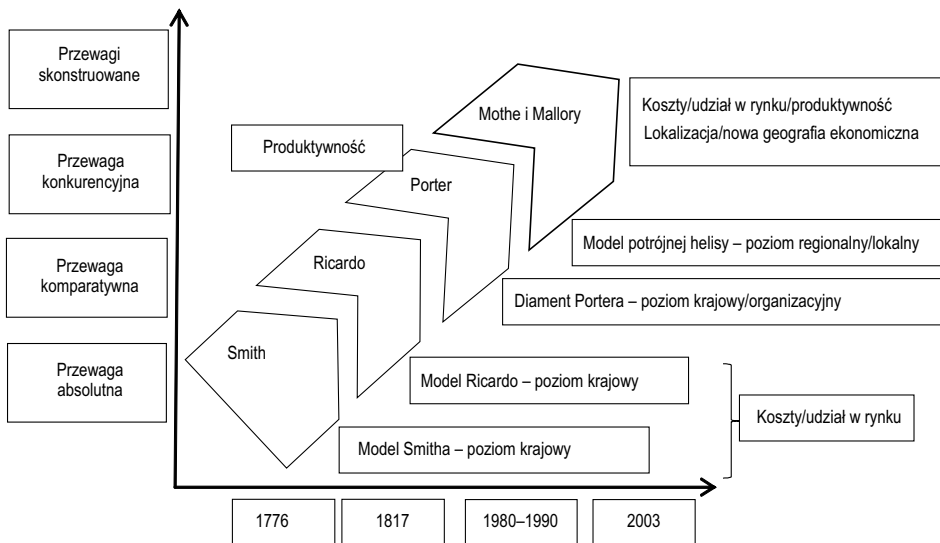 Przewagi
skonstruowane
Przewaga
konkurencyjna
Przewaga
komparatywna
Przewaga
absolutna
Produktywność
Mothe i Mallory
Porter
Ricardo
Smith
Koszty/udział w rynku/produktywność
Lokalizacja/nowa geografia ekonomiczna
Model potrójnej helisy – poziom regionalny/lokalny
Diament Portera – poziom krajowy/organizacyjny
Model Ricardo – poziom krajowy
Model Smitha – poziom krajowy
Koszty/udział w rynku
1776
1817
1980–1990
2003